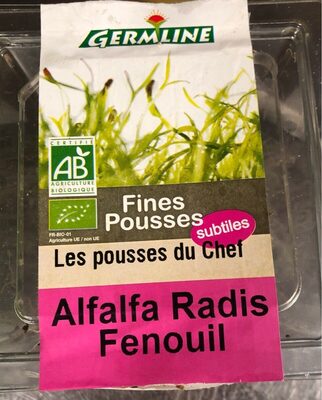 GERMLINE
CERTIFIÉ
AB
AGRICULTURE
BIOLOGIQUE
FR-BIO-01
Agriculture UE / non UE
Fines
Pousses
subtiles
Les pousses du Chef
Alfalfa Radis
Fenouil